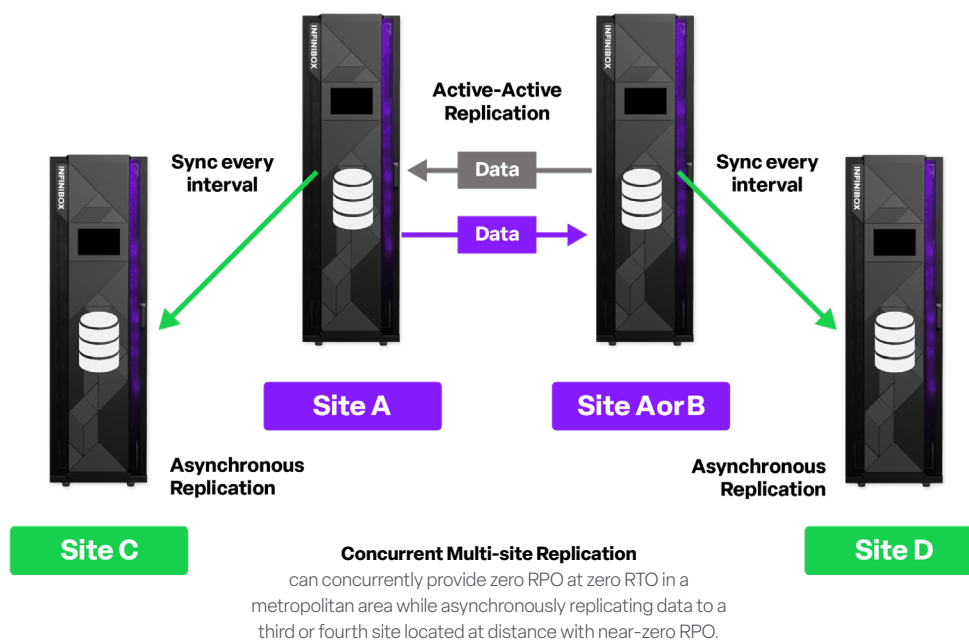 INFINIBOX
INFINIBOX
Active-Active
Replication
Sync every
interval
Data
Sync every
interval
INFINIBOX
INFINIBOX
Data
Site A
Site A or B
Asynchronous
Replication
Asynchronous
Replication
Site C
Site D
Concurrent Multi-site Replication
can concurrently provide zero RPO at zero RTO in a
metropolitan area while asynchronously replicating data to a
third or fourth site located at distance with near-zero RPO.